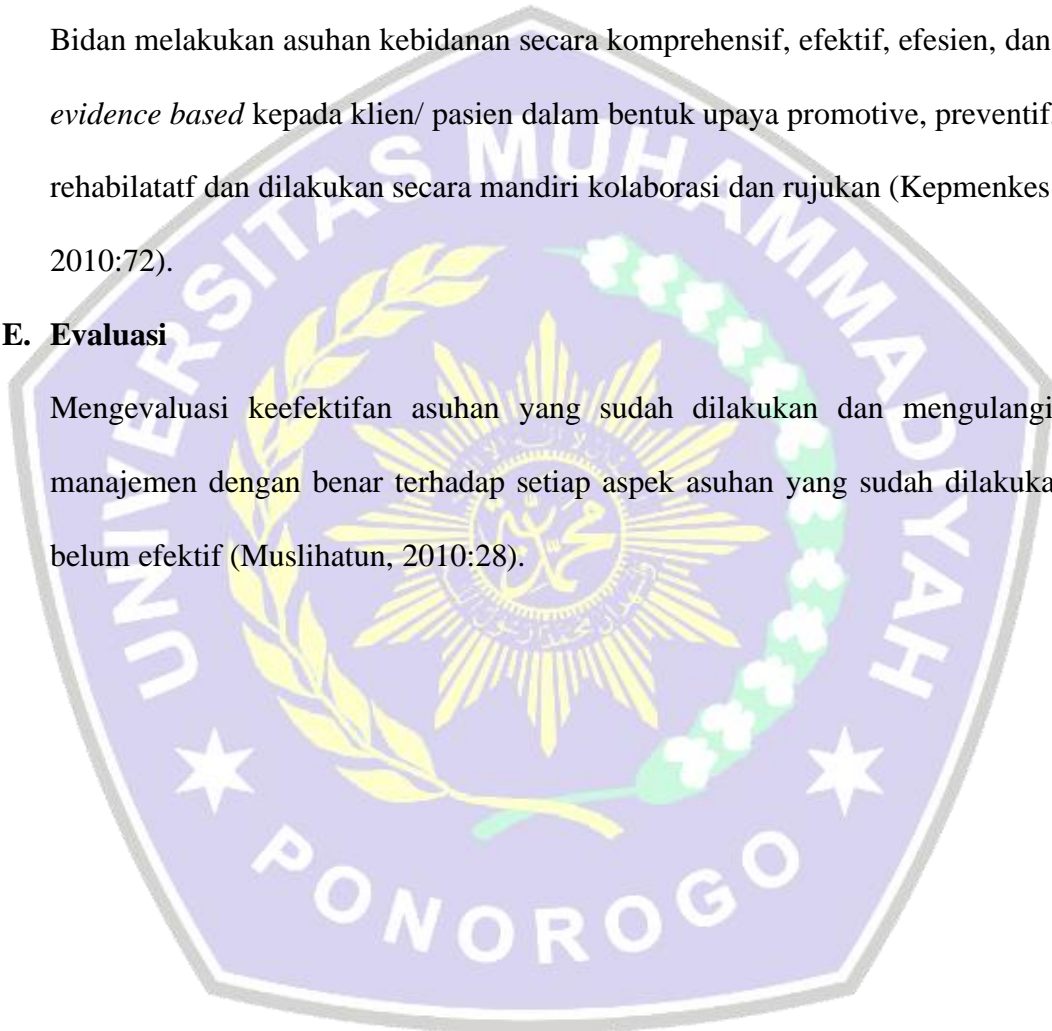 Bidan melakukan asuhan kebidanan secara komprehensif, efektif, efesien, dan
evidence based kepada klien/ pasien dalam bentuk upaya promotive, preventif,
rehabilatatf dan dilakukan secara mandiri kolaborasi dan rujukan (Kepmenkes
2010:72).
E. Evaluasi
Mengevaluasi keefektifan asuhan yang sudah dilakukan dan mengulangi
manajemen dengan benar terhadap setiap aspek asuhan yang sudah dilakuka
belum efektif (Muslihatun, 2010:28).
UNIVERSITAS MUHAMMADIYAH
PONOROGO
محمد